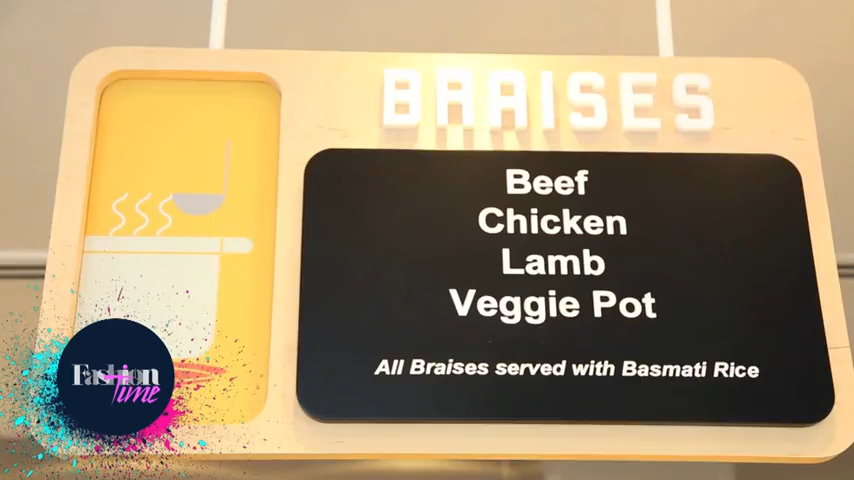 BRAISES
Beef
Chicken
Lamb
Veggie Pot
All Braises served with Basmati Rice
Fashion
Time